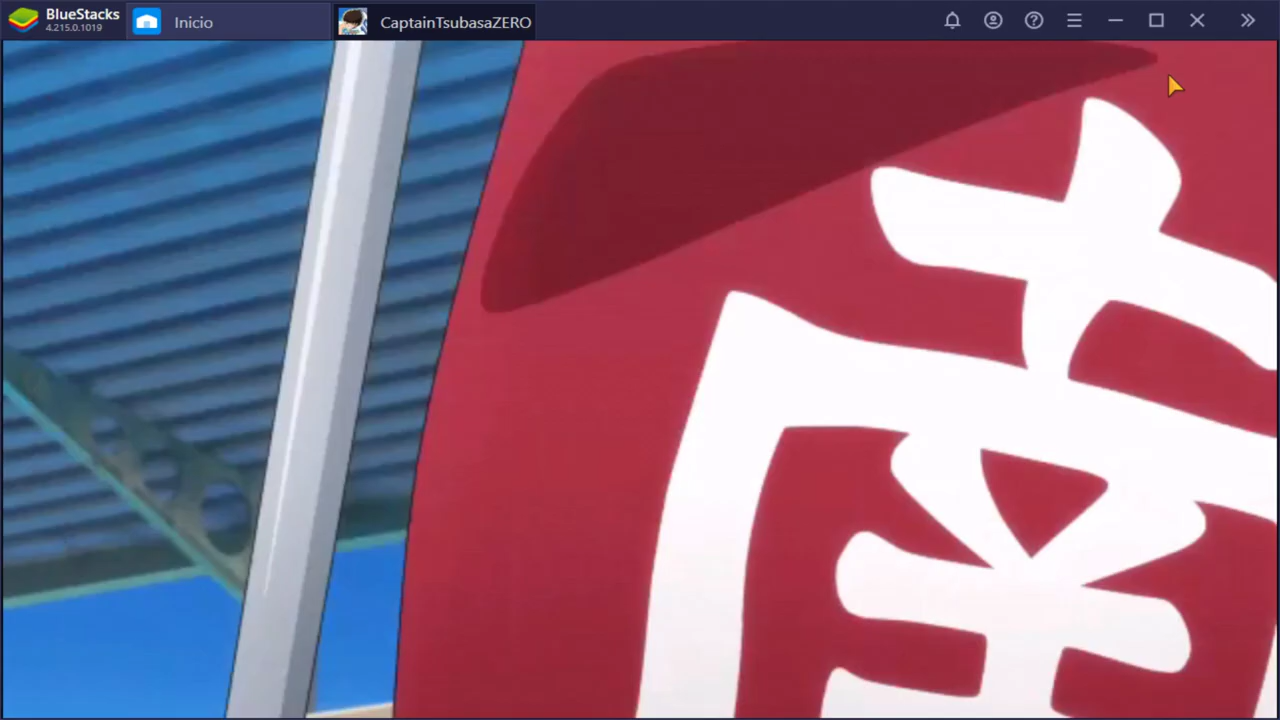 BlueStacks
4.215.0.1019
Inicio
CaptainTsubasaZERO
南